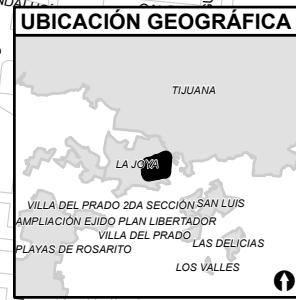 UBICACIÓN GEOGRÁFICA
TIJUANA
LA JOYA
VILLA DEL PRADO 2DA SECCIÓN SAN LUIS
AMPLIACIÓN EJIDO PLAN LIBERTADOR
VILLA DEL PRADO
LAS DELICIAS
PLAYAS DE ROSARITO
LOS VALLES